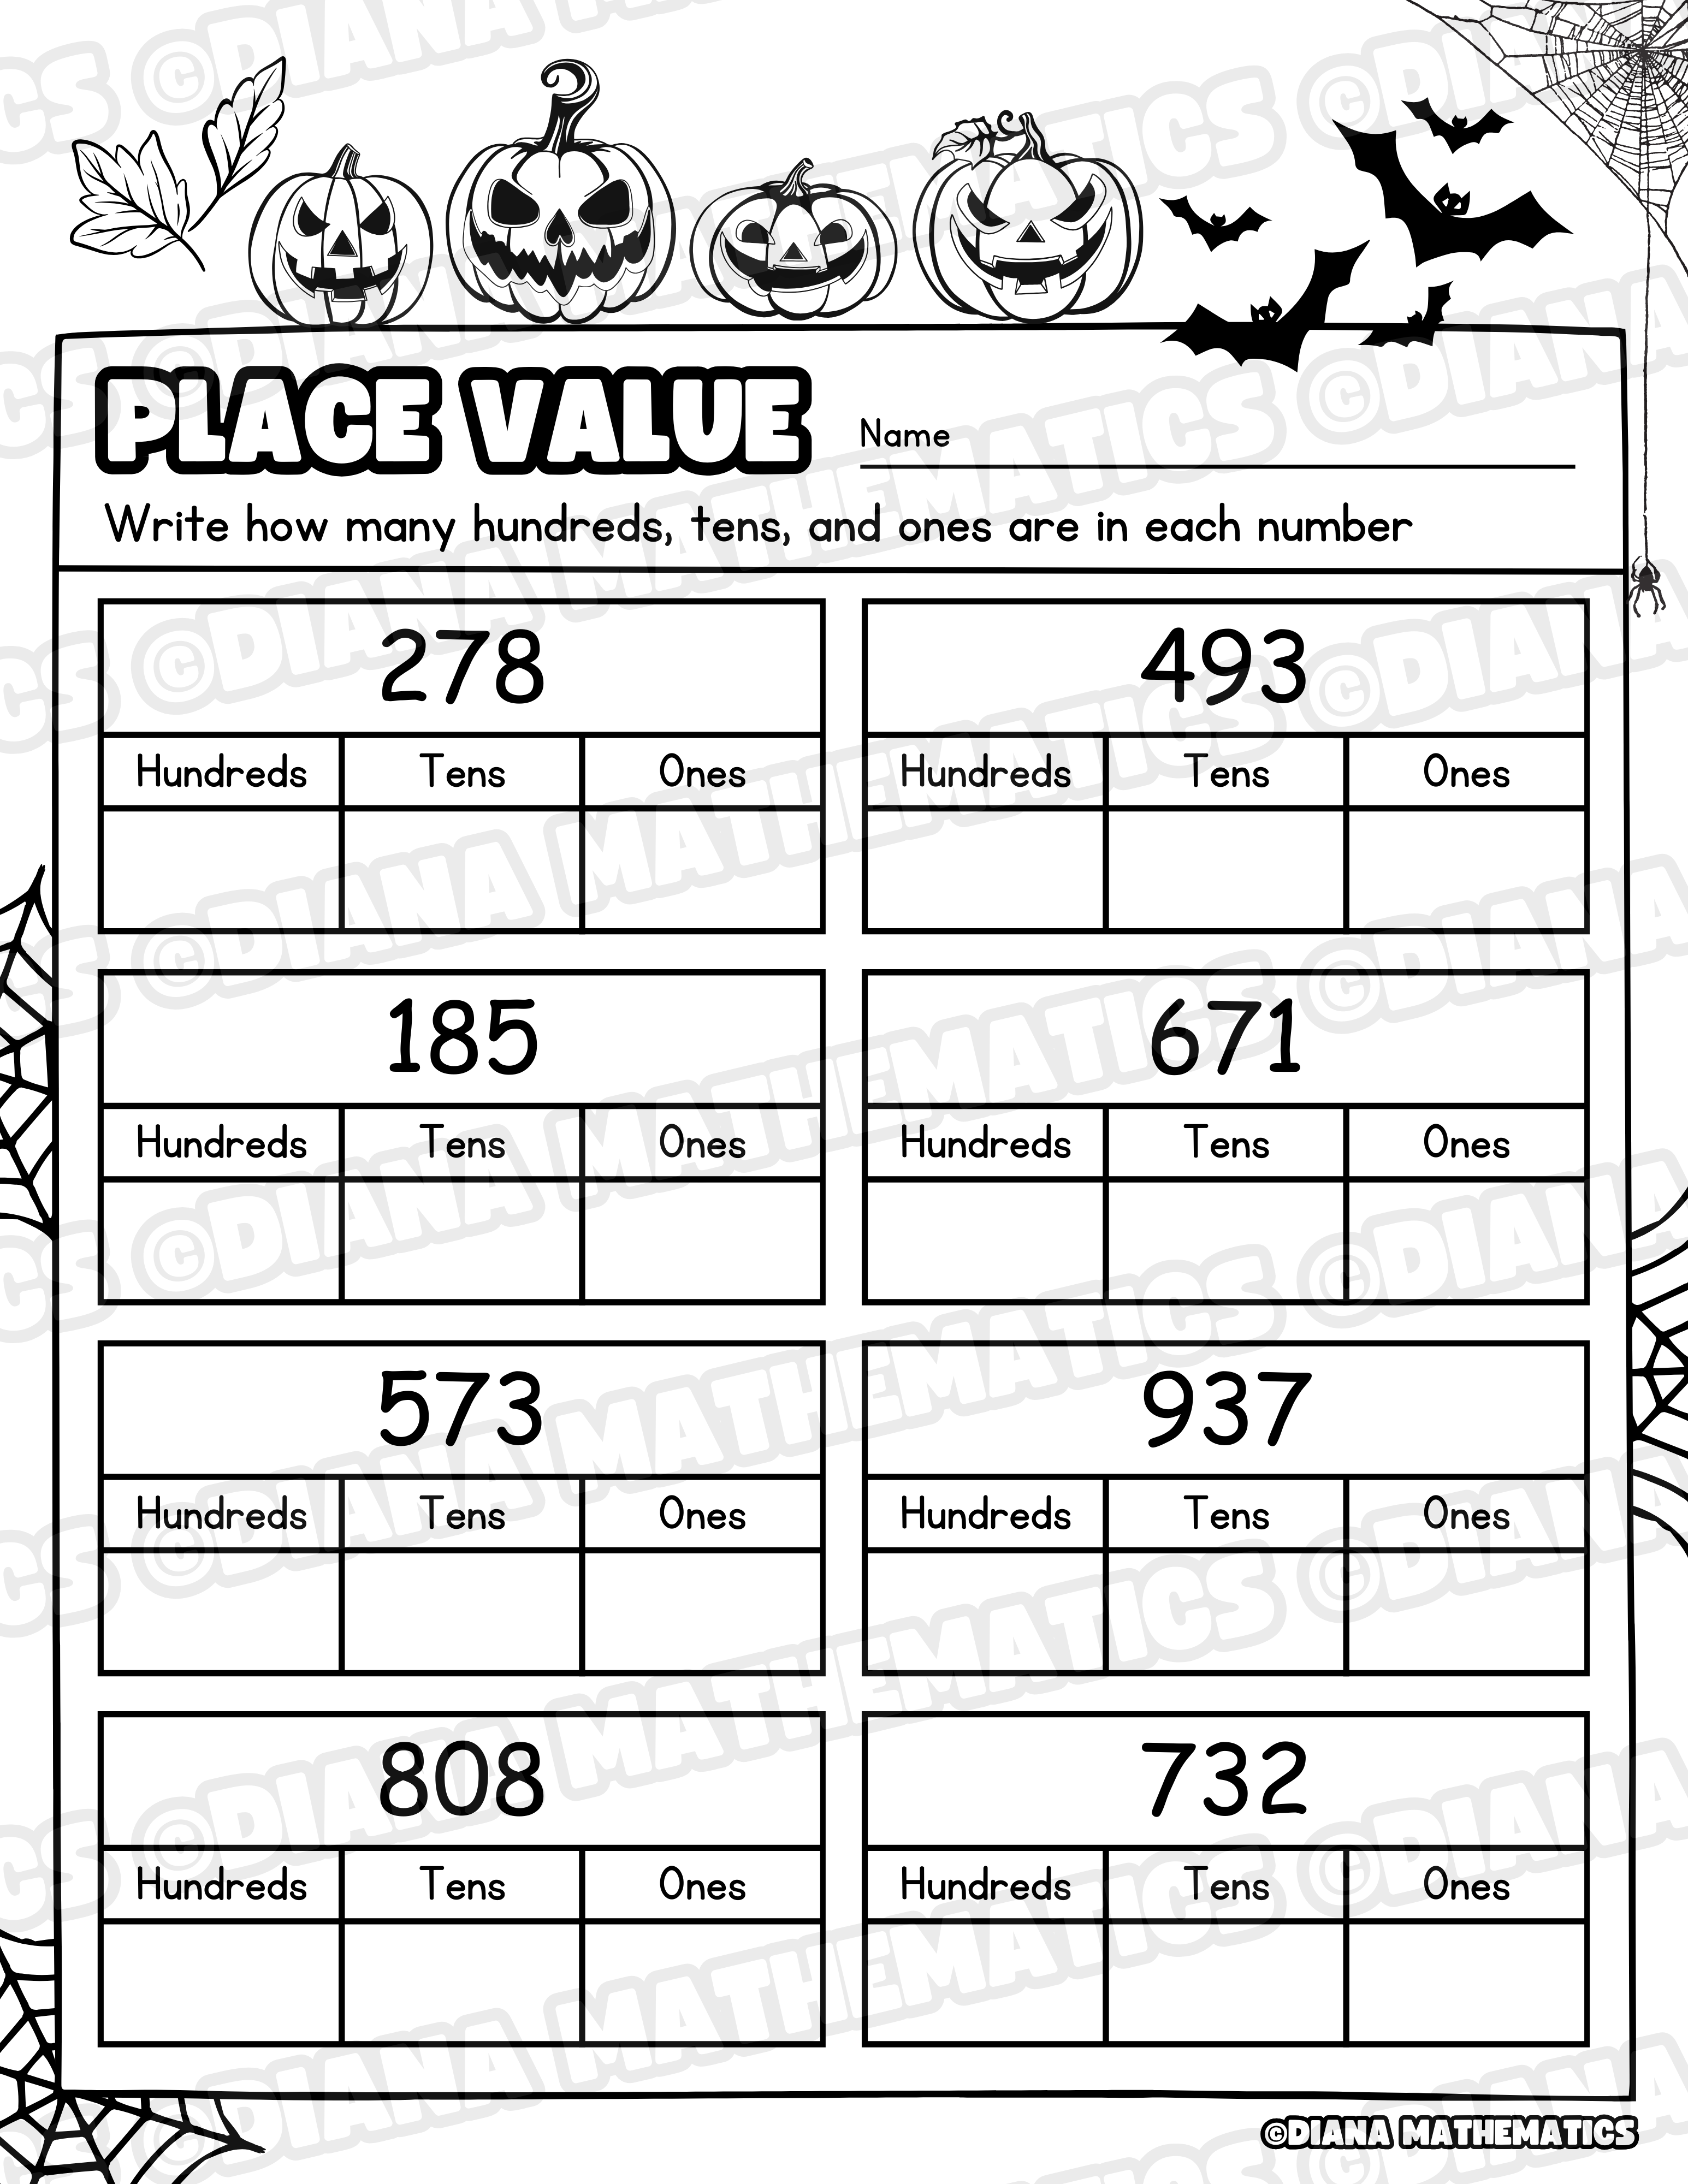 PLACE VALUE
Name
Write how many hundreds, tens, and ones are in each number
278
Hundreds Tens Ones
493
Hundreds Tens Ones
185
Hundreds Tens Ones
671
Hundreds Tens Ones
573
Hundreds Tens Ones
937
Hundreds Tens Ones
808
Hundreds Tens Ones
732
Hundreds Tens Ones
©DIANA MATHEMATICS